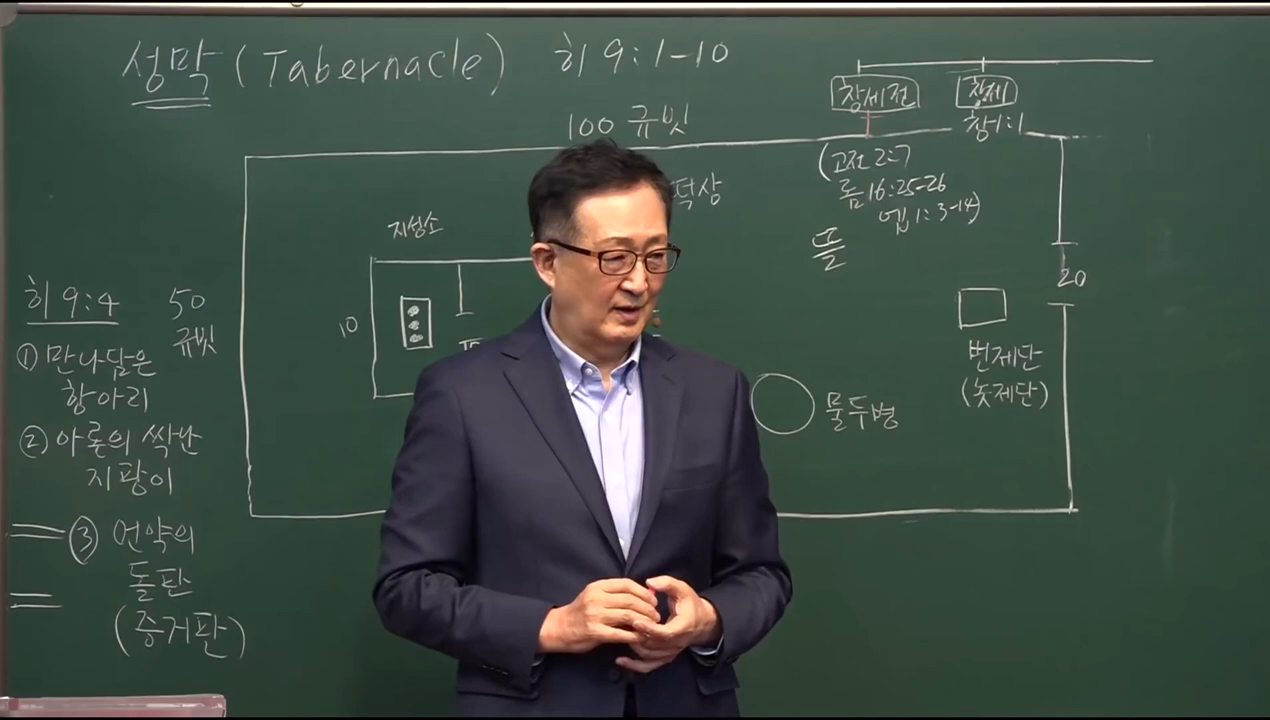 성막 (Tabernacle) 히 9:1-10
창세전
창세
창1:1
100 규빗
(고전 2:7
롬 16:25-26
엡 1:3-14)
떡상
지성소
뜰
20
10
히 9:4
50
규빗
① 만나담은
항아리
② 아론의 싹난
지팡이
③ 언약의
돌판
(증거판)
물두병
번제단
(놋제단)